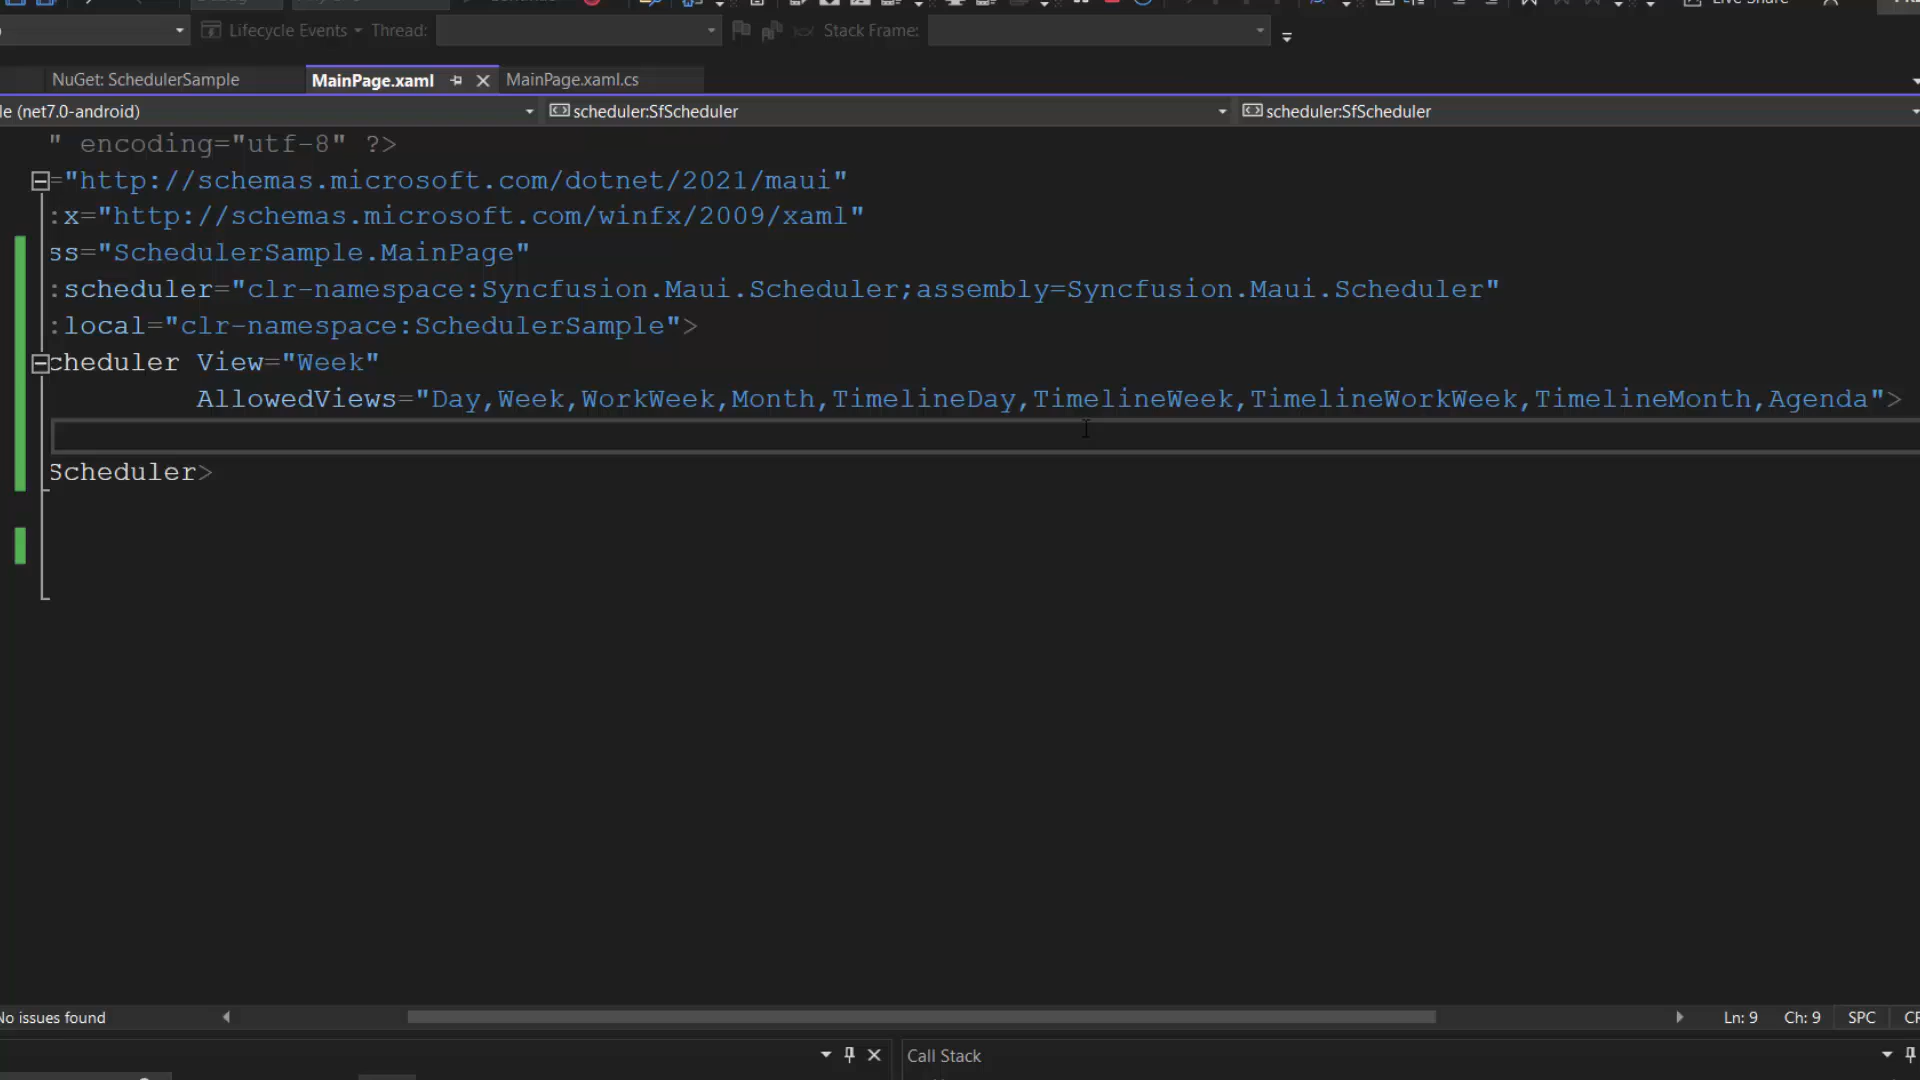 Live Share
Lifecycle Events Thread: Stack Frame:
NuGet: SchedulerSample MainPage.xaml MainPage.xaml.cs
le (net7.0-android) scheduler:SfScheduler scheduler:SfScheduler
" encoding="utf-8" ?>
="http://schemas.microsoft.com/dotnet/2021/maui"
:x="http://schemas.microsoft.com/winfx/2009/xaml"
ss="SchedulerSample.MainPage"
:scheduler="clr-namespace:Syncfusion.Maui.Scheduler;assembly=Syncfusion.Maui.Scheduler"
:local="clr-namespace:SchedulerSample">
cheduler View="Week"
AllowedViews="Day,Week,WorkWeek,Month,TimelineDay,TimelineWeek,TimelineWorkWeek,TimelineMonth,Agenda">
Scheduler>
No issues found Ln: 9 Ch: 9 SPC CR
Call Stack